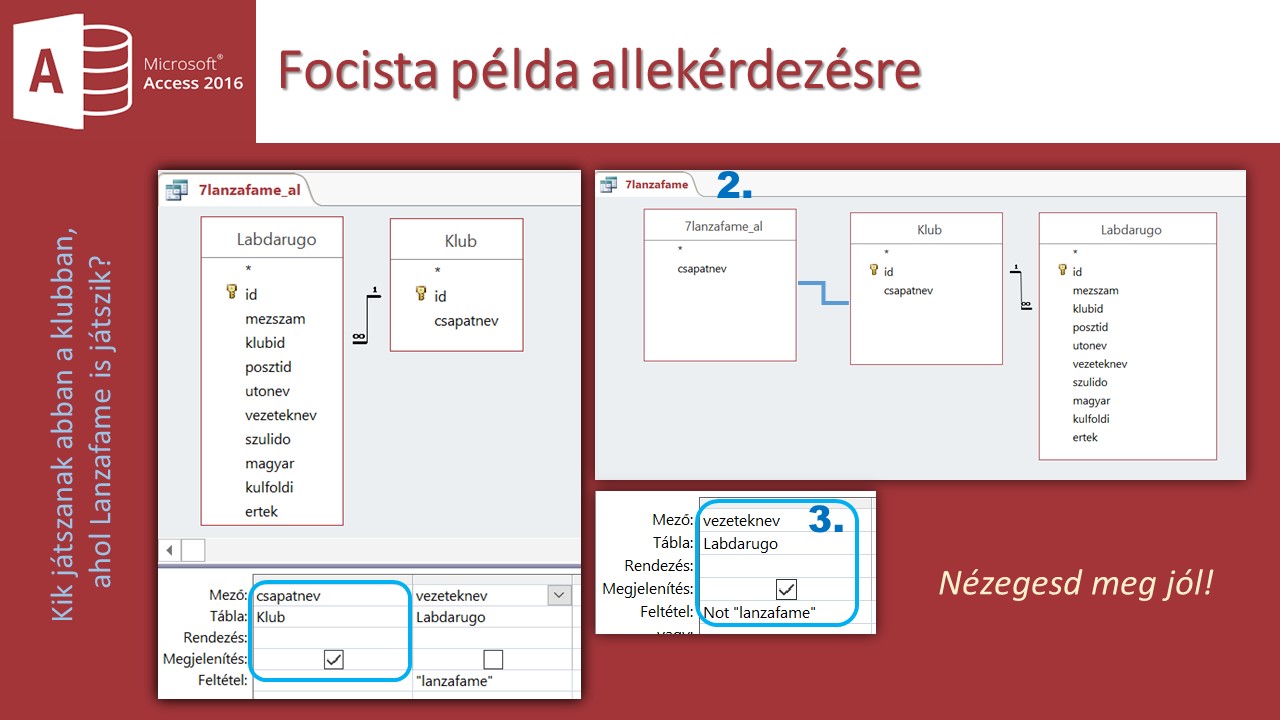 Microsoft®
Access 2016
Focista példa allekérdezésre
Kik játszanak abban a klubban,
ahol Lanzafame is játszik?
7lanzafame_al
Labdarugo
*
id
mezszam
klubid
posztid
utonev
vezeteknev
szulido
magyar
kulfoldi
ertek
Klub
*
id
csapatnev
1
∞
Mező: csapatnev vezeteknev
Tábla: Klub Labdarugo
Rendezés:
Megjelenítés:
Feltétel: "lanzafame"
7lanzafame 2.
7lanzafame_al
*
csapatnev
Klub
*
id
csapatnev
1
∞
Labdarugo
*
id
mezszam
klubid
posztid
utonev
vezeteknev
szulido
magyar
kulfoldi
ertek
Mező: vezeteknev 3.
Tábla: Labdarugo
Rendezés:
Megjelenítés:
Feltétel: Not "lanzafame"
vagy:
Nézegesd meg jól!